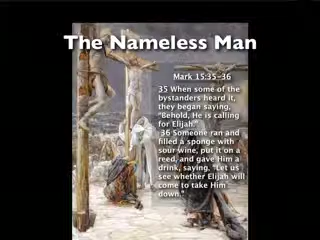 The Nameless Man
Mark 15:35-36
35 When some of the
bystanders heard it,
they began saying,
"Behold, He is calling
for Elijah."
36 Someone ran and
filled a sponge with
sour wine, put it on a
reed, and gave Him a
drink, saying, "Let us
see whether Elijah will
come to take Him
down."